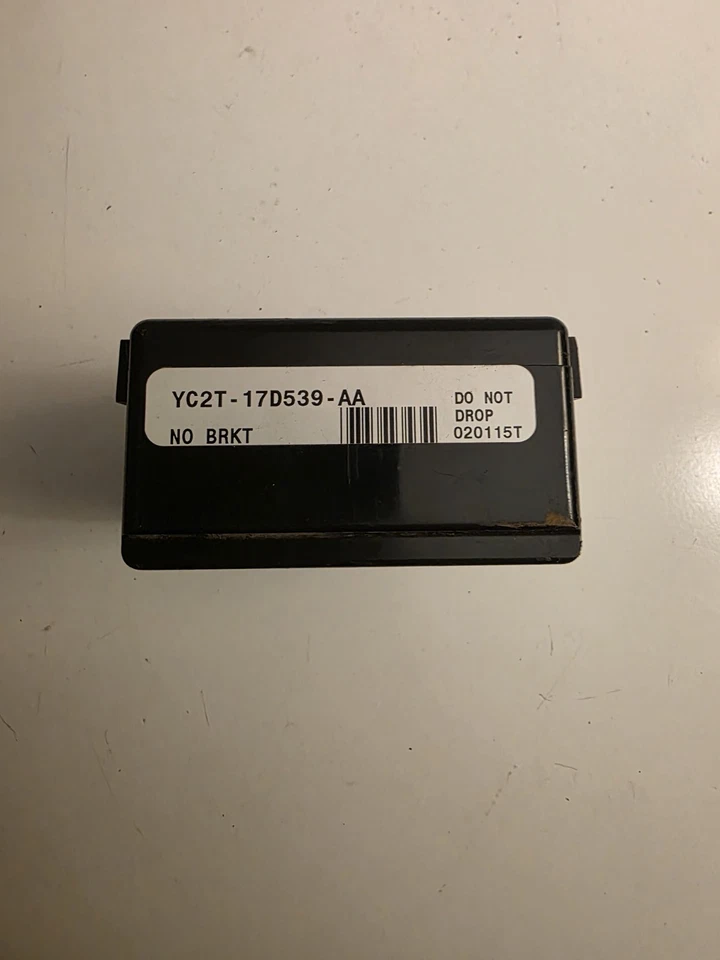 YC2T-17D539-AA
NO BRKT
DO NOT
DROP
020115T